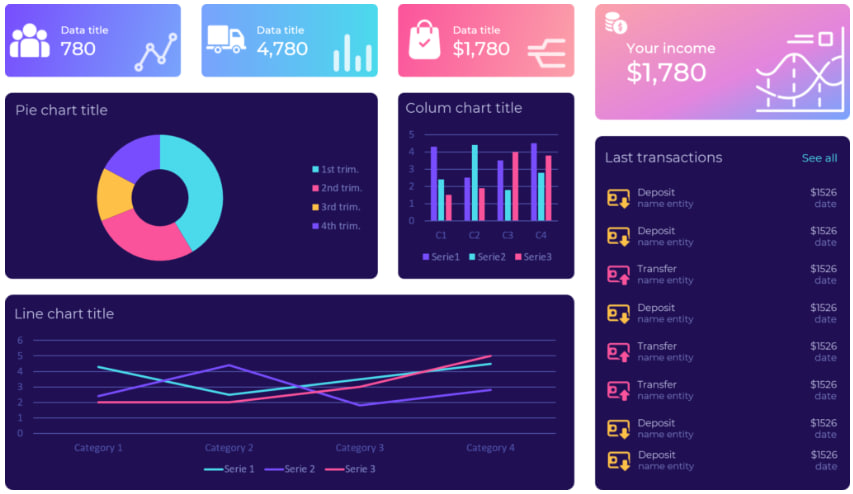 Data title
780
Data title
4,780
Data title
$1,780
Your income
$1,780
Pie chart title
1st trim.
2nd trim.
3rd trim.
4th trim.
Colum chart title
5
4
3
2
1
0
C1 C2 C3 C4
Serie1 Serie2 Serie3
Line chart title
6
5
4
3
2
1
0
Category 1 Category 2 Category 3 Category 4
Serie 1 Serie 2 Serie 3
Last transactions See all
Deposit $1526
name entity date
Deposit $1526
name entity date
Transfer $1526
name entity date
Deposit $1526
name entity date
Transfer $1526
name entity date
Transfer $1526
name entity date
Deposit $1526
name entity date
Deposit $1526
name entity date